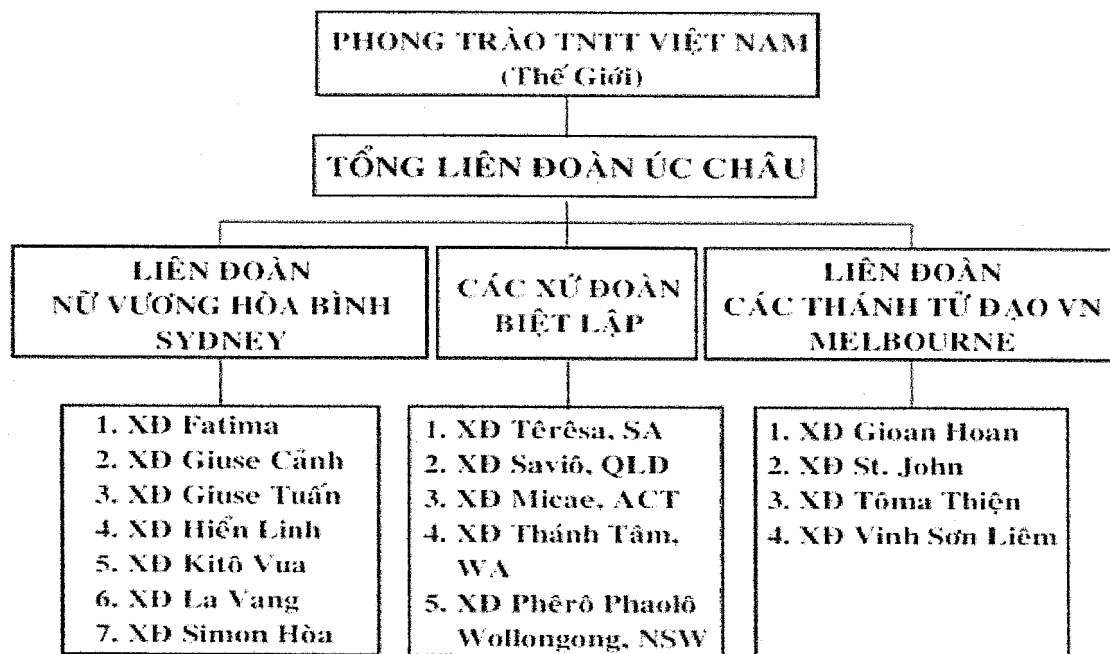 PHONG TRÀO TNTT VIỆT NAM
(Thế Giới)
TỔNG LIÊN ĐOÀN ÚC CHÂU
LIÊN ĐOÀN
NỮ VƯƠNG HÒA BÌNH
SYDNEY
CÁC XỨ ĐOÀN
BIỆT LẬP
LIÊN ĐOÀN
CÁC THÁNH TỬ ĐẠO VN
MELBOURNE
1. XĐ Fatima
2. XĐ Giuse Cảnh
3. XĐ Giuse Tuấn
4. XĐ Hiển Linh
5. XĐ Kitô Vua
6. XĐ La Vang
7. XĐ Simon Hòa
1. XĐ Têrêsa, SA
2. XĐ Saviô, QLD
3. XĐ Micae, ACT
4. XĐ Thánh Tâm,
WA
5. XĐ Phêrô Phaolô
Wollongong, NSW
1. XĐ Gioan Hoan
2. XĐ St. John
3. XĐ Tôma Thiện
4. XĐ Vinh Sơn Liêm